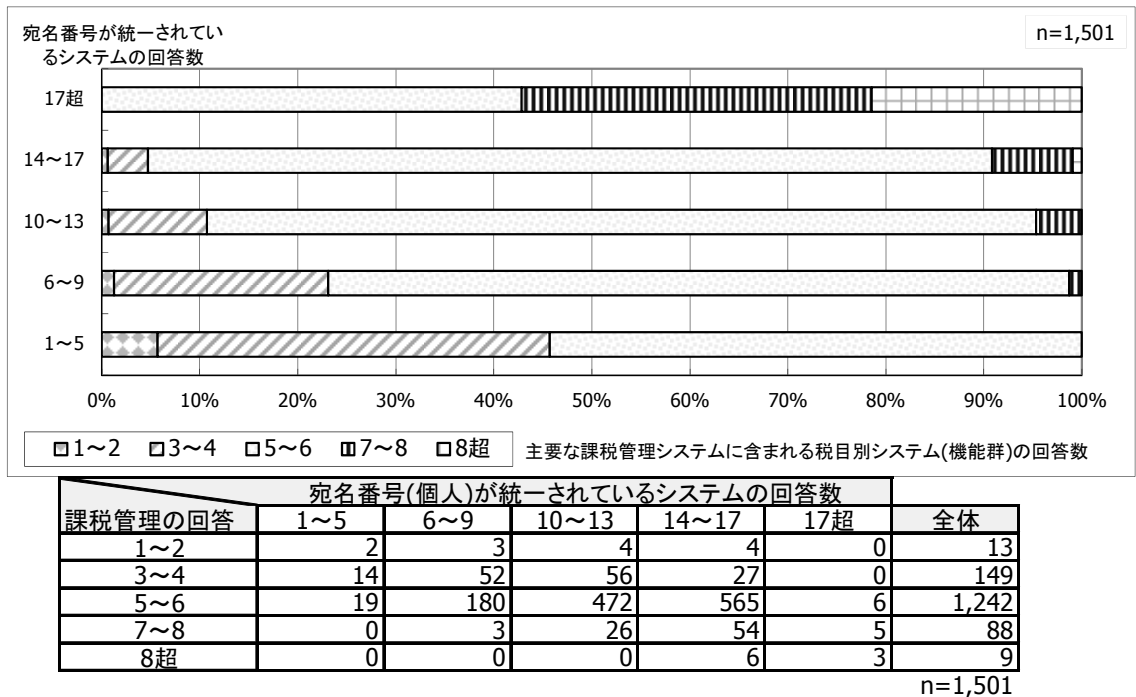 宛名番号が統一されてい
るシステムの回答数
n=1,501
17超
14～17
10～13
6～9
1～5
0% 10% 20% 30% 40% 50% 60% 70% 80% 90% 100%
1～2 3～4 5～6 7～8 8超
主要な課税管理システムに含まれる税目別システム(機能群)の回答数
宛名番号(個人)が統一されているシステムの回答数
課税管理の回答 1～5 6～9 10～13 14～17 17超 全体
1～2 2 3 4 4 0 13
3～4 14 52 56 27 0 149
5～6 19 180 472 565 6 1,242
7～8 0 3 26 54 5 88
8超 0 0 0 6 3 9
n=1,501